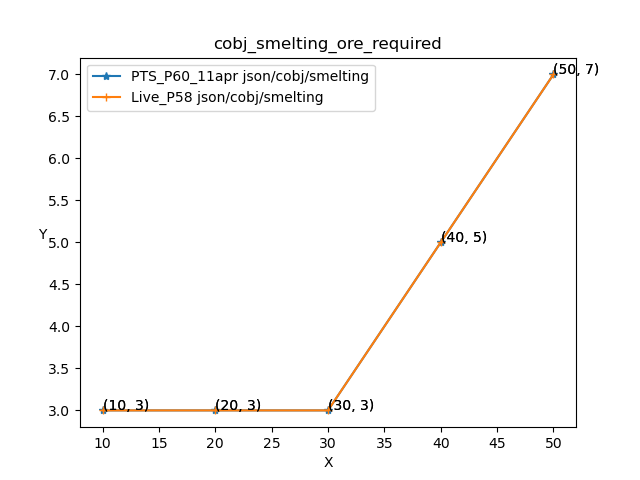 cobj_smelting_ore_required
PTS_P60_11apr json/cobj/smelting
Live_P58 json/cobj/smelting
(50, 7)
(40, 5)
(10, 3) (20, 3) (30, 3)
Y
7.0
6.5
6.0
5.5
5.0
4.5
4.0
3.5
3.0
10 15 20 25 30 35 40 45 50
X